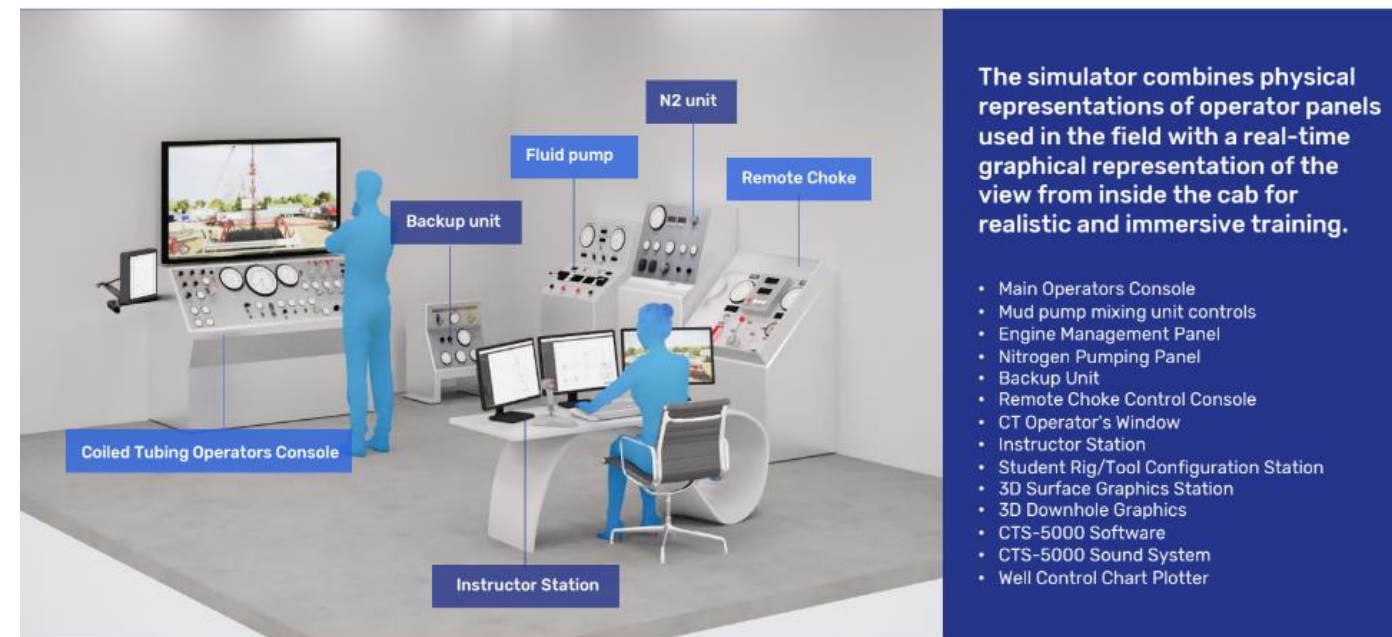 N2 unit
Fluid pump
Remote Choke
Backup unit
Coiled Tubing Operators Console
Instructor Station
The simulator combines physical
representations of operator panels
used in the field with a real-time
graphical representation of the
view from inside the cab for
realistic and immersive training.
• Main Operators Console
• Mud pump mixing unit controls
• Engine Management Panel
• Nitrogen Pumping Panel
• Backup Unit
• Remote Choke Control Console
• CT Operator's Window
• Instructor Station
• Student Rig/Tool Configuration Station
• 3D Surface Graphics Station
• 3D Downhole Graphics
• CTS-5000 Software
• CTS-5000 Sound System
• Well Control Chart Plotter